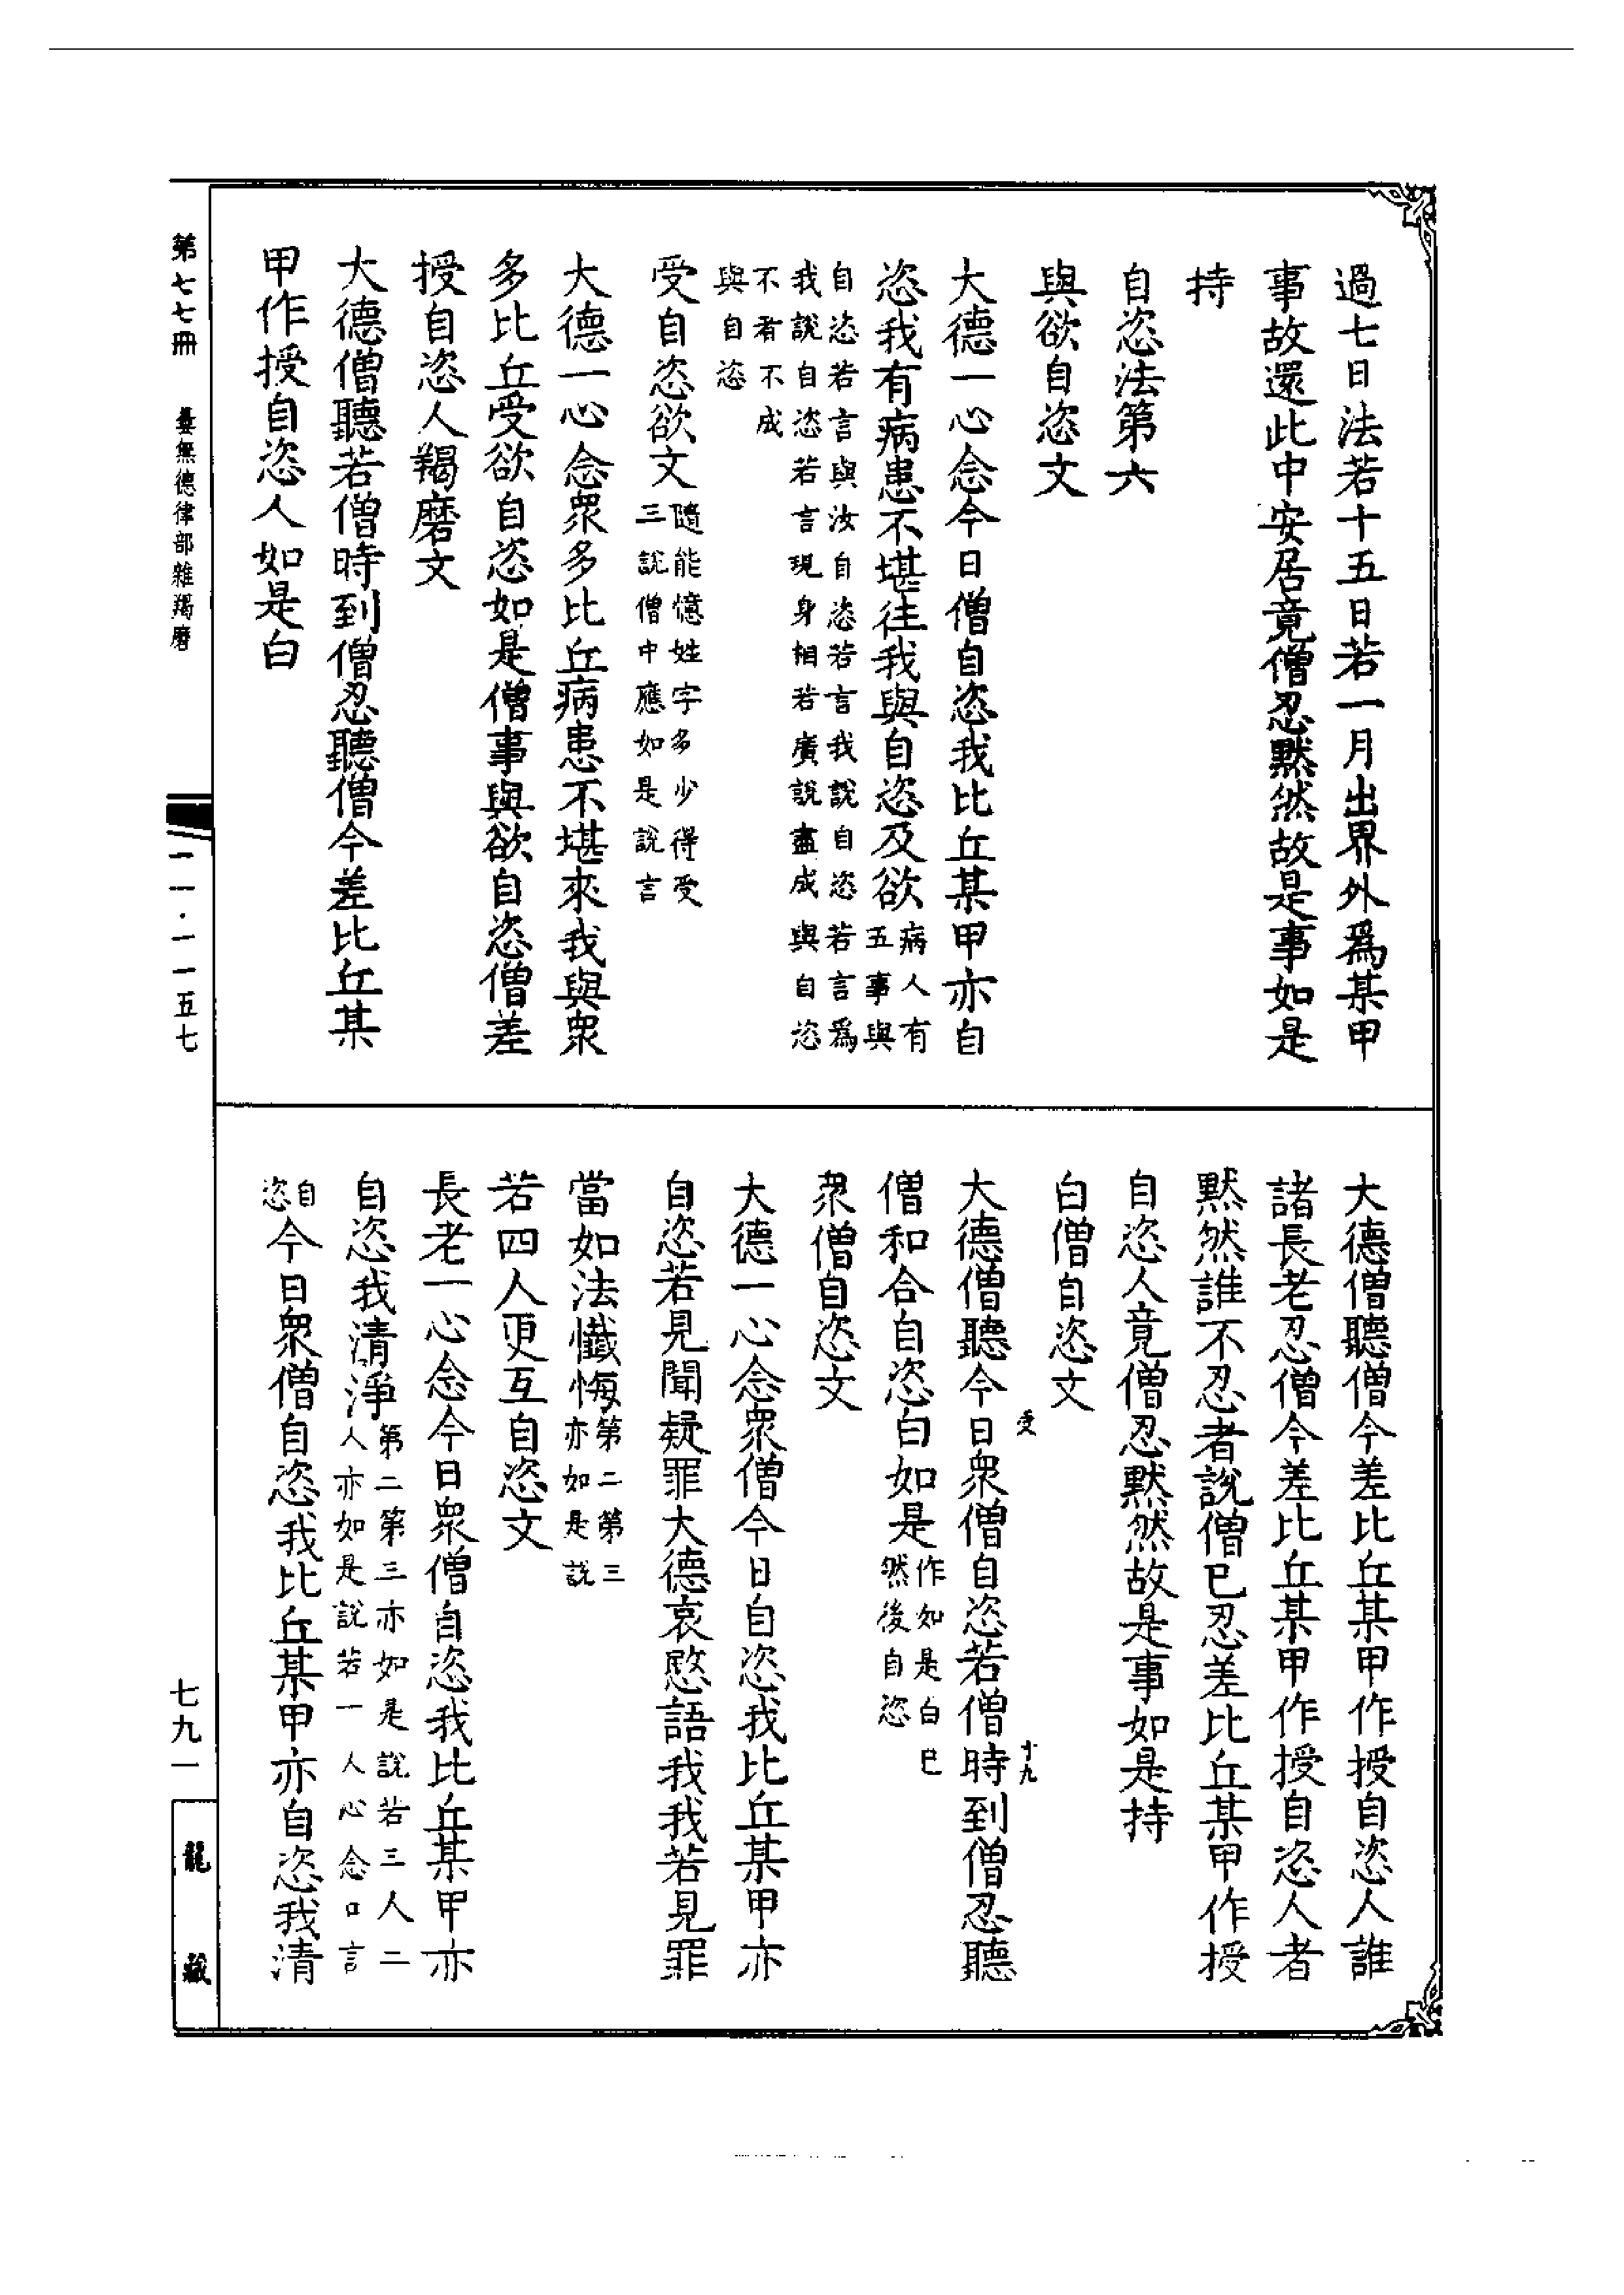 過七日法若十五日若一月出界外爲某甲
事故還此中安居竟僧忍默然故是事如是
持
自恣法第六
與欲自恣文
大德一心念今日僧自恣我比丘某甲亦自
恣我有病患不堪往我與自恣及欲病人有五事與
自恣若言與汝自恣若言我說自恣若言爲
我說自恣若言現身相若廣說盡成與自恣
不者不成
與自恣
受自恣欲文隨能憶姓字多少得受三說僧中應如是說言
大德一心念衆多比丘病患不堪來我與衆
多比丘受欲自恣如是僧事與欲自恣僧差
授自恣人羯磨文
大德僧聽若僧時到僧忍聽僧今差比丘某
甲作授自恣人如是白
大德僧聽僧今差比丘某甲作授自恣人誰
諸長老忍僧今差比丘某甲作授自恣人者
默然誰不忍者說僧已忍差比丘某甲作授
自恣人竟僧忍默然故是事如是持
白僧自恣文
受 十九
大德僧聽今日衆僧自恣若僧時到僧忍聽
僧和合自恣白如是作如是白已然後自恣
衆僧自恣文
大德一心念衆僧今日自恣我比丘某甲亦
自恣若見聞疑罪大德哀愍語我我若見罪
當如法懺悔第二第三亦如是說
若四人更互自恣文
長老一心念今日衆僧自恣我比丘某甲亦
自恣我清淨第二第三亦如是說若三人二人亦如是說若一人心念口言
自恣今日衆僧自恣我比丘某甲亦自恣我清
第七七冊 曇無德律部雜羯磨
一一·一一五七
七九一
龍藏